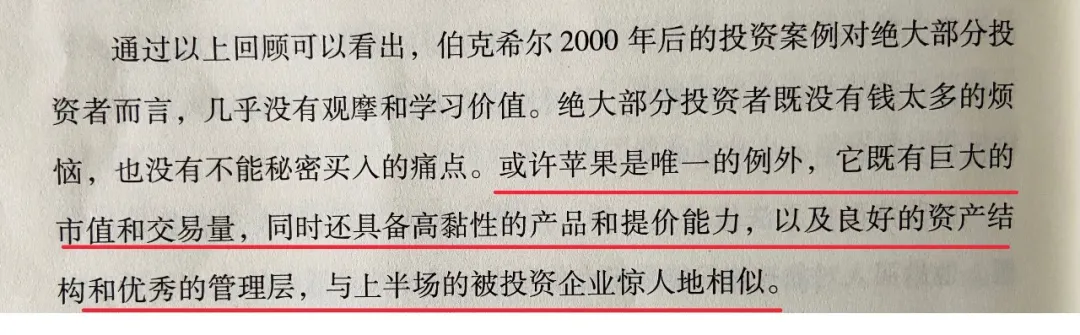 通过以上回顾可以看出，伯克希尔 2000 年后的投资案例对绝大部分投
资者而言，几乎没有观摩和学习价值。绝大部分投资者既没有钱太多的烦
恼，也没有不能秘密买入的痛点。或许苹果是唯一的例外，它既有巨大的
市值和交易量，同时还具备高黏性的产品和提价能力，以及良好的资产结
构和优秀的管理层，与上半场的被投资企业惊人地相似。